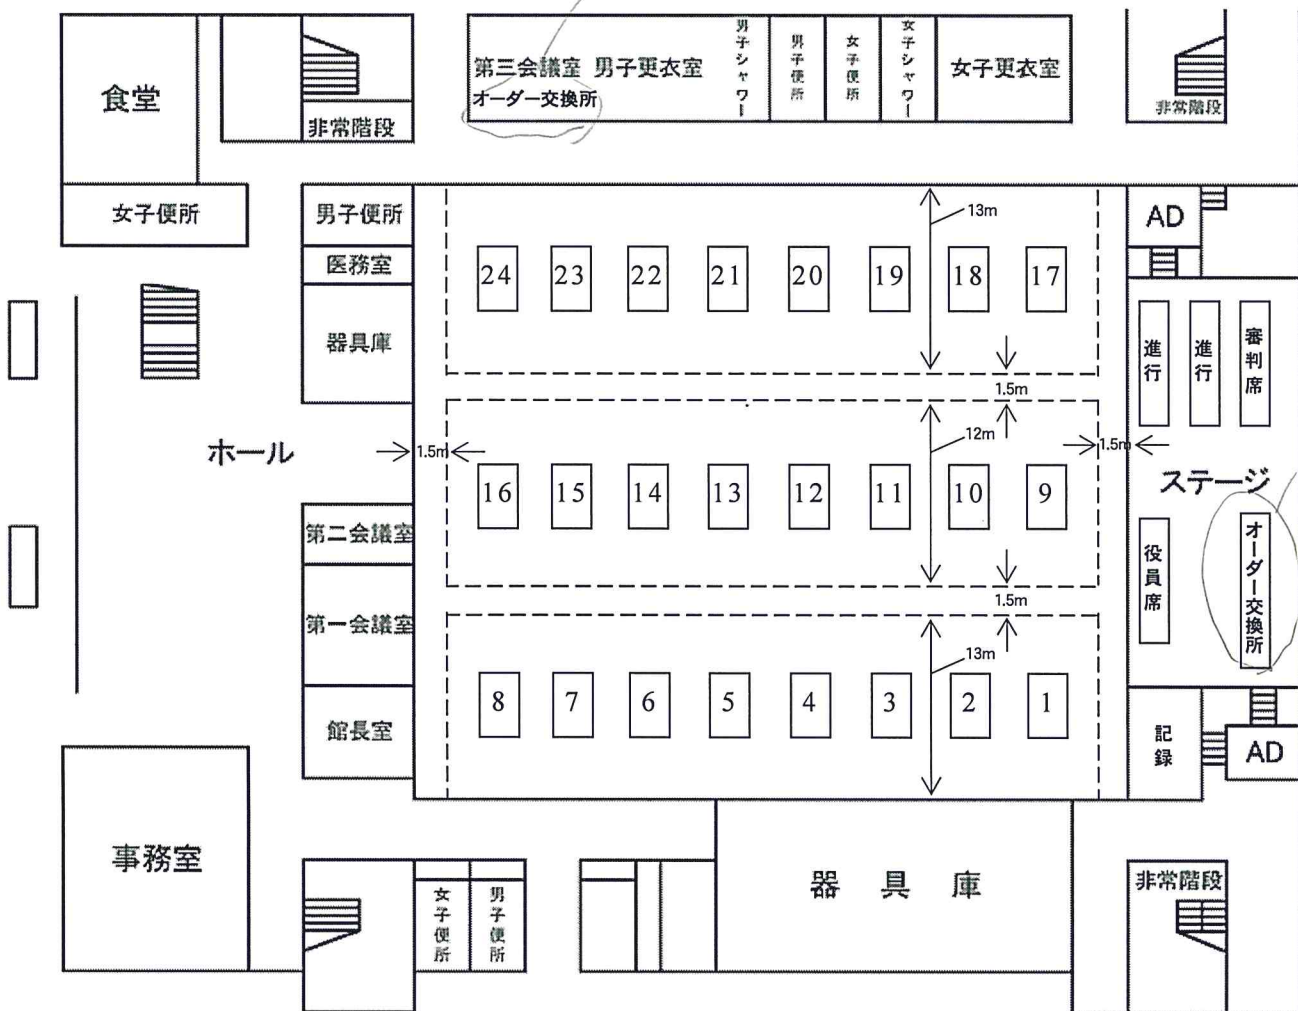 食堂
非常階段
第三会議室 男子更衣室
オーダー交換所
男子シャワー
男子便所
女子便所
女子シャワー
女子更衣室
非常階段
女子便所
男子便所
医務室
器具庫
AD
13m
24 23 22 21 20 19 18 17
進行
進行
審判席
1.5m
ホール
1.5m
12m
1.5m
ステージ
16 15 14 13 12 11 10 9
第二会議室
第一会議室
役員席
オーダー交換所
1.5m
13m
8 7 6 5 4 3 2 1
館長室
記録
AD
事務室
女子便所
男子便所
器具庫
非常階段